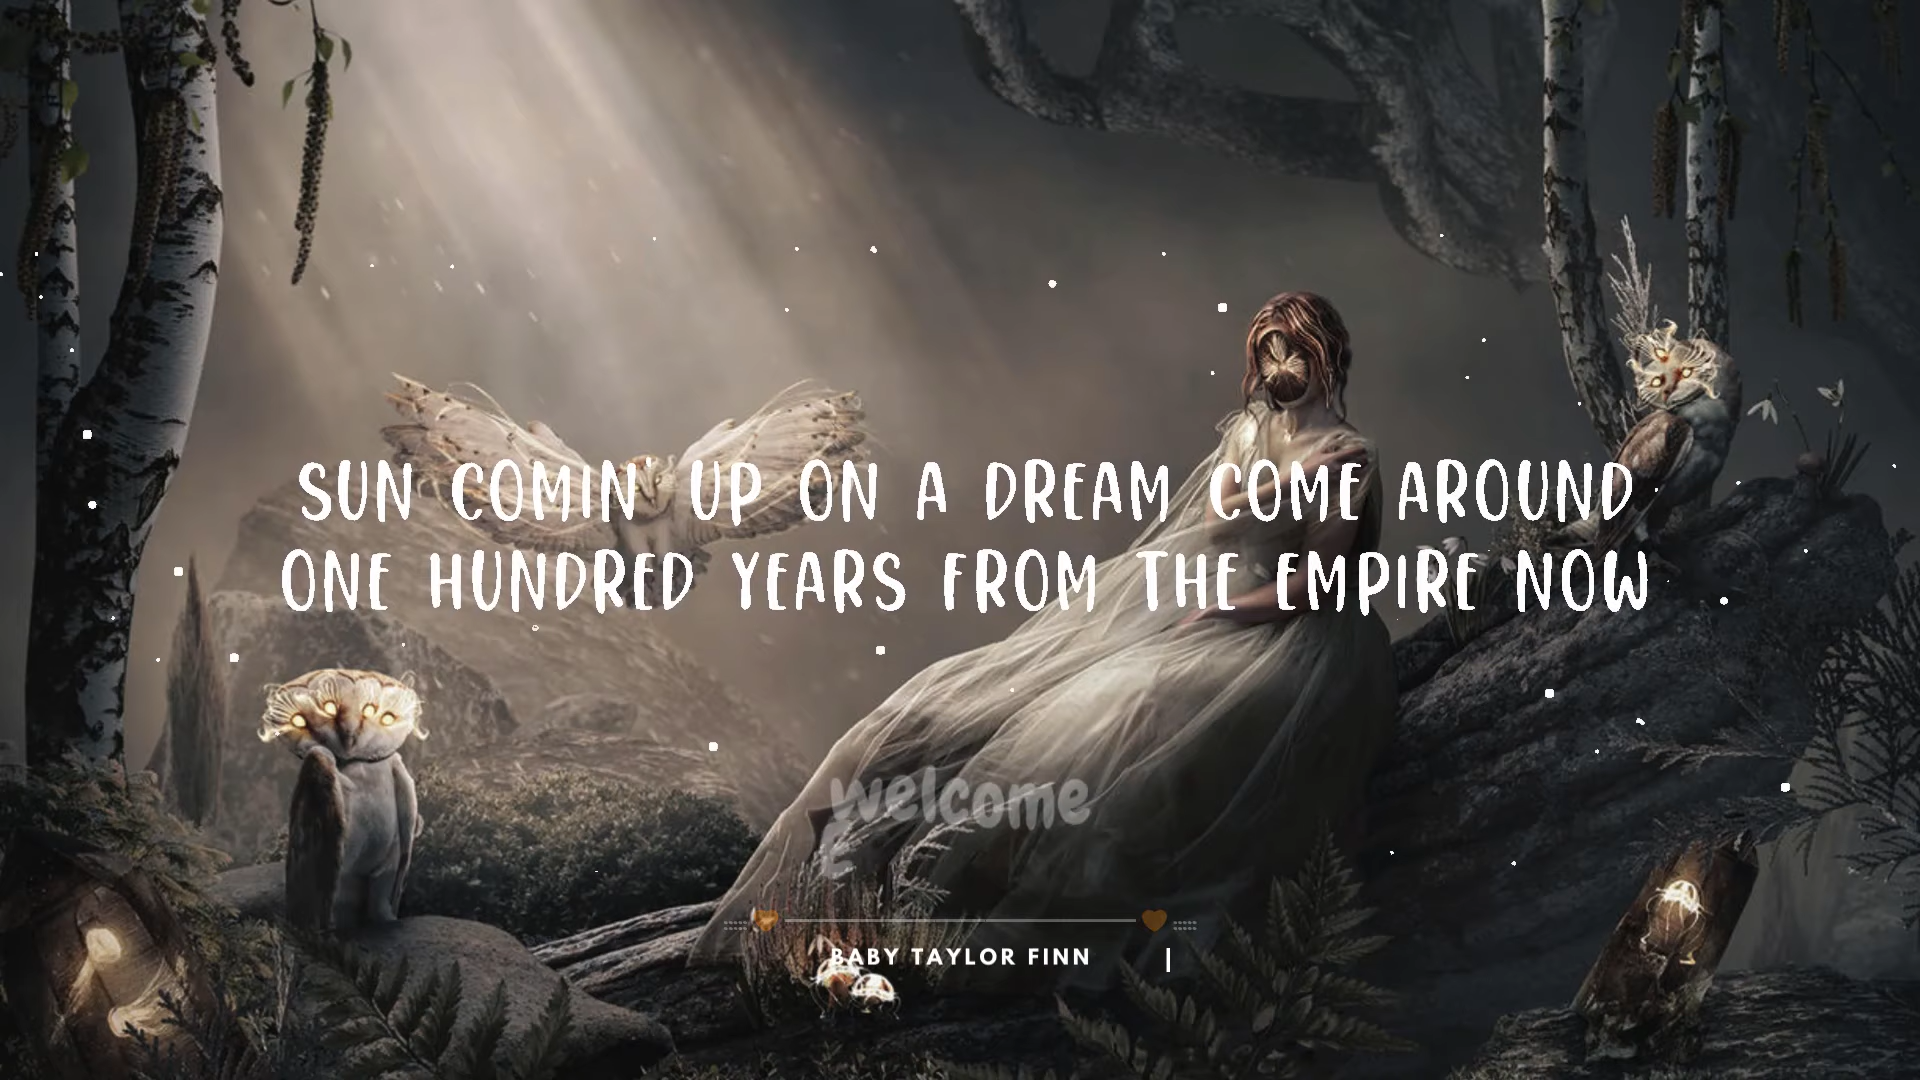 SUN COMIN' UP ON A DREAM COME AROUND
ONE HUNDRED YEARS FROM THE EMPIRE NOW
welcome
E
BABY TAYLOR FINN |